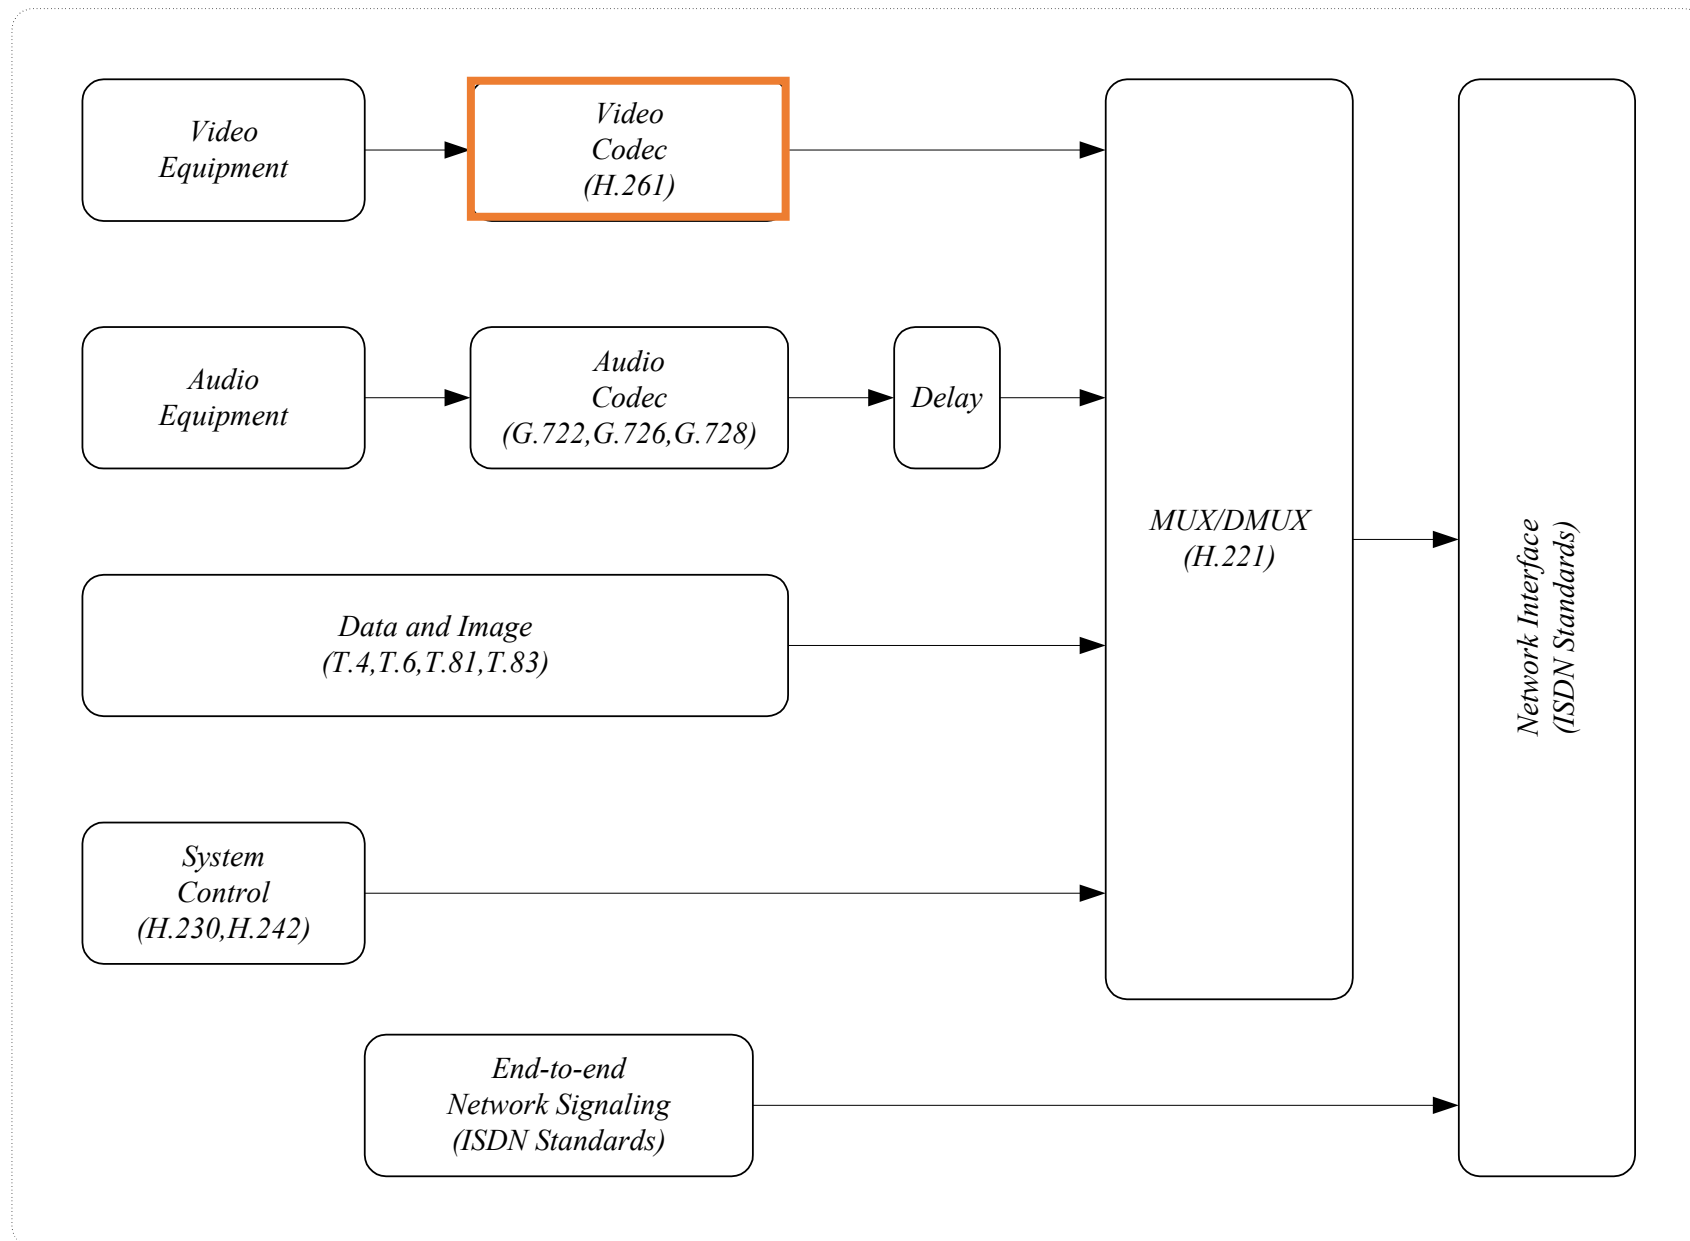 Video
Equipment
Video
Codec
(H.261)
Audio
Equipment
Audio
Codec
(G.722,G.726,G.728)
Delay
Data and Image
(T.4,T.6,T.81,T.83)
System
Control
(H.230,H.242)
End-to-end
Network Signaling
(ISDN Standards)
MUX/DMUX
(H.221)
Network Interface
(ISDN Standards)